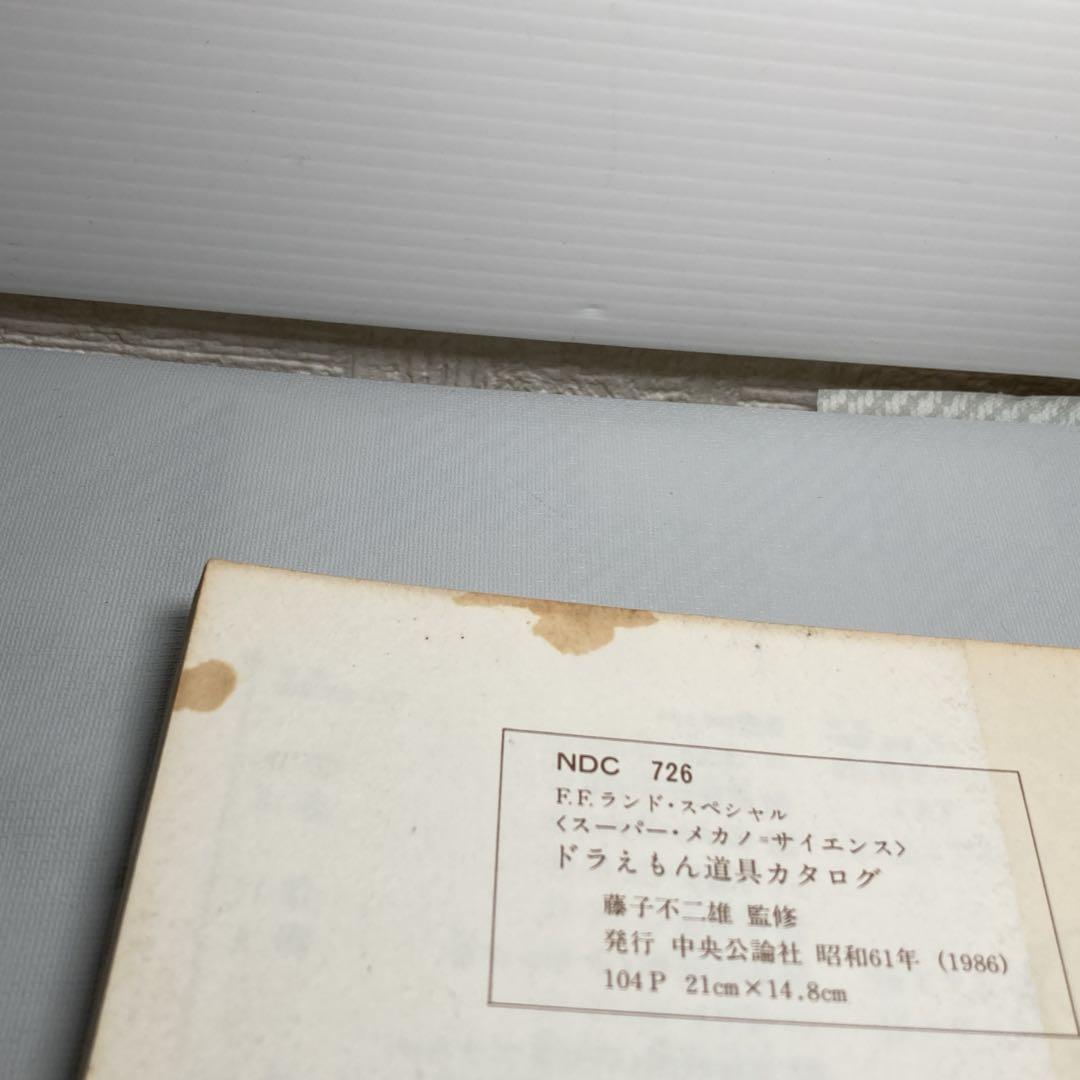 NDC 726
F.F.ランド・スペシャル
〈スーパー・メカノ＝サイエンス〉
ドラえもん道具カタログ
藤子不二雄 監修
発行 中央公論社 昭和61年 (1986)
104P 21cm×14.8cm